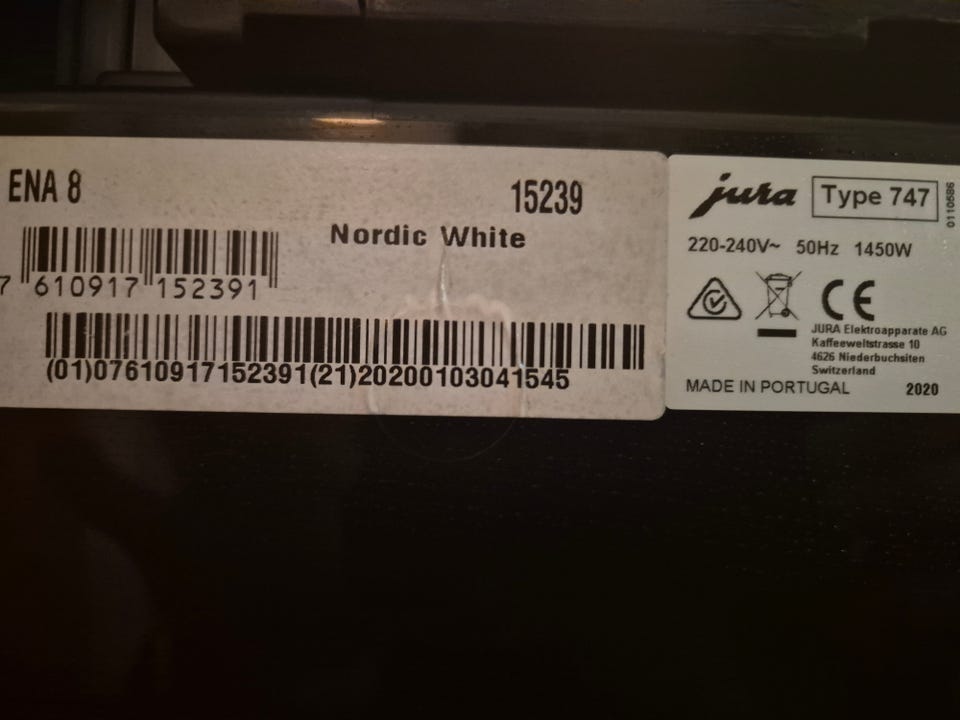 ENA 8
15239
Nordic White
7 610917 152391
(01)07610917152391(21)20200103041545
jura
Type 747
0110586
220-240V~ 50Hz 1450W
CE
JURA Elektroapparate AG
Kaffeeweltstrasse 10
4626 Niederbuchsiten
Switzerland
MADE IN PORTUGAL
2020